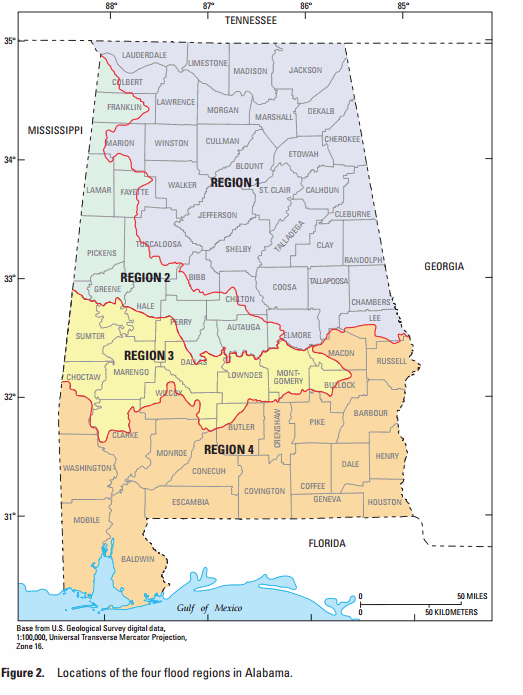 88° 87° 86° 85°
TENNESSEE
35°
LAUDERDALE
LIMESTONE
MADISON
JACKSON
COLBERT
FRANKLIN
LAWRENCE
MORGAN
MARSHALL
DEKALB
MISSISSIPPI
MARION
WINSTON
CULLMAN
CHEROKEE
ETOWAH
34°
BLOUNT
LAMAR
FAYETTE
WALKER
REGION 1
ST. CLAIR
CALHOUN
JEFFERSON
CLEBURNE
TALLADEGA
TUSCALOOSA
SHELBY
CLAY
PICKENS
RANDOLPH
GEORGIA
33°
REGION 2
BIBB
COOSA
TALLAPOOSA
GREENE
CHILTON
CHAMBERS
HALE
LEE
PERRY
AUTAUGA
ELMORE
SUMTER
REGION 3
MACON
DALLAS
RUSSELL
CHOCTAW
MARENGO
LOWNDES
MONT-
GOMERY
BULLOCK
32°
WILCOX
BARBOUR
CLARKE
BUTLER
CRENSHAW
PIKE
MONROE
REGION 4
HENRY
WASHINGTON
CONECUH
DALE
COFFEE
COVINGTON
GENEVA
HOUSTON
ESCAMBIA
31°
MOBILE
FLORIDA
BALDWIN
Gulf of Mexico
0 50 MILES
0 50 KILOMETERS
Base from U.S. Geological Survey digital data,
1:100,000, Universal Transverse Mercator Projection,
Zone 16.
Figure 2. Locations of the four flood regions in Alabama.